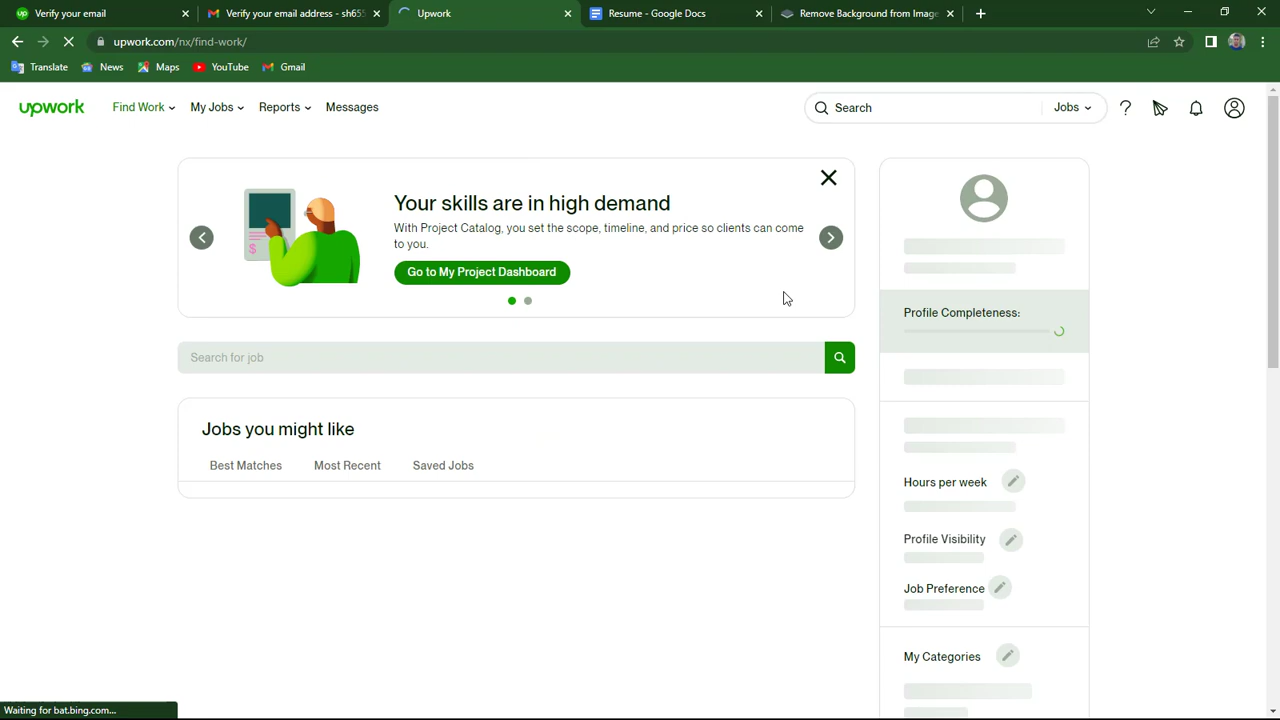 Verify your email
Verify your email address - sh655
Upwork
Resume - Google Docs
Remove Background from Image
upwork.com/nx/find-work/
Translate
News
Maps
YouTube
Gmail
upwork
Find Work
My Jobs
Reports
Messages
Search
Jobs
Your skills are in high demand
With Project Catalog, you set the scope, timeline, and price so clients can come
to you.
Go to My Project Dashboard
Search for job
Jobs you might like
Best Matches
Most Recent
Saved Jobs
Profile Completeness:
Hours per week
Profile Visibility
Job Preference
My Categories
Waiting for bat.bing.com...